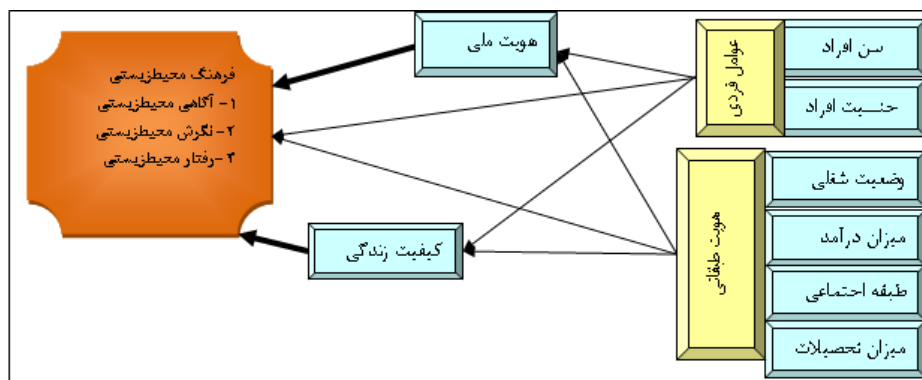 سن افراد
جنسیت افراد
عوامل فردی
وضعیت شغلی
میزان درآمد
طبقه اجتماعی
میزان تحصیلات
هویت طبقاتی
هویت ملی
کیفیت زندگی
فرهنگ محیطزیستی
۱- آگاهی محیطزیستی
۲- نگرش محیطزیستی
۳-رفتار محیطزیستی